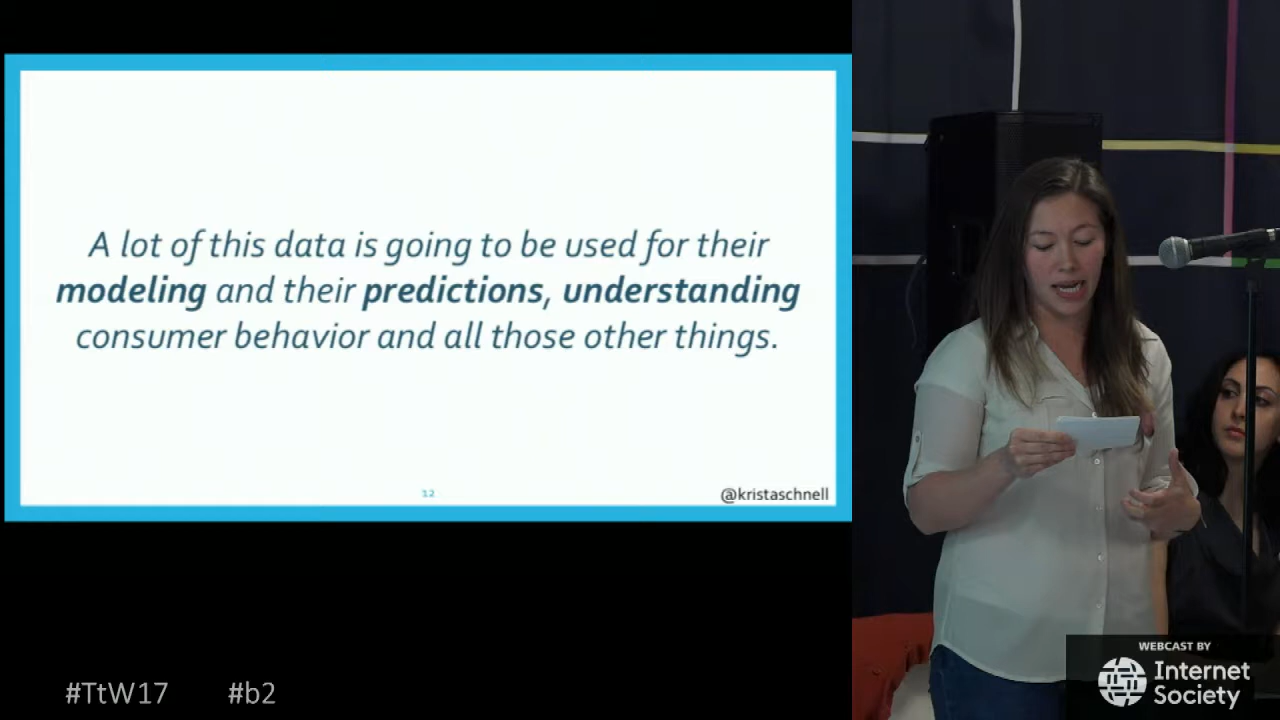 A lot of this data is going to be used for their
modeling and their predictions, understanding
consumer behavior and all those other things.
12
@kristaschnell
#TtW17 #b2
WEBCAST BY
Internet
Society